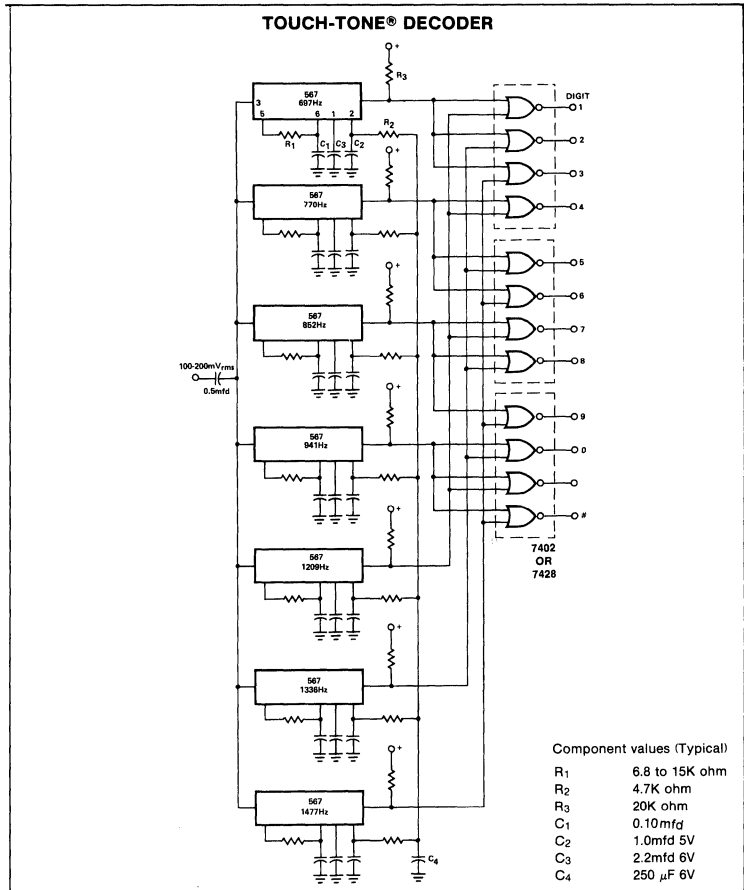 TOUCH-TONE® DECODER
+
R3
567
697Hz
3
5
6
1
2
R1
C1
C3
C2
R2
+
DIGIT
1
2
3
4
567
770Hz
+
5
6
7
8
567
852Hz
100-200mVrms
0.5mfd
+
9
0
#
567
941Hz
+
7402
OR
7428
567
1209Hz
+
567
1336Hz
+
567
1477Hz
C4
Component values (Typical)
R1 6.8 to 15K ohm
R2 4.7K ohm
R3 20K ohm
C1 0.10mfd
C2 1.0mfd 5V
C3 2.2mfd 6V
C4 250 µF 6V